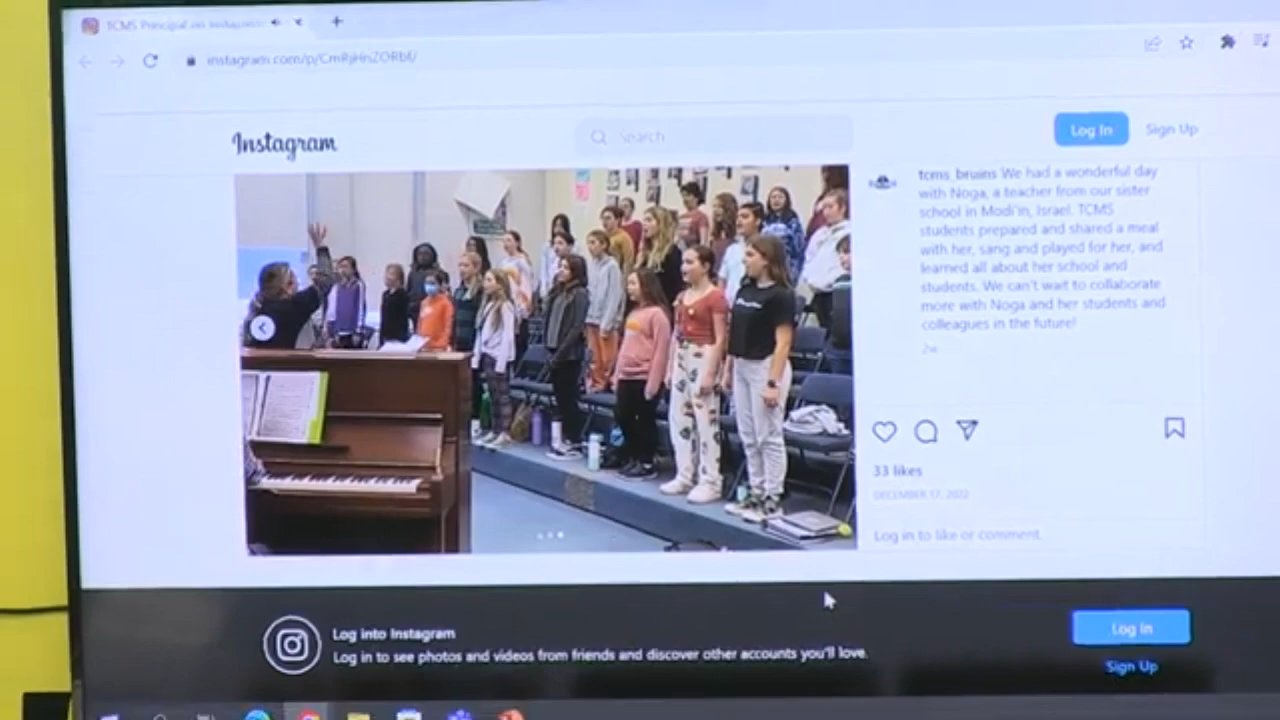 TCMS Principal on Instagram
instagram.com/p/CmRjHnZORbf/
Instagram
Search
Log In
Sign Up
tcms_bruins We had a wonderful day
with Noga, a teacher from our sister
school in Modi'in, Israel. TCMS
students prepared and shared a meal
with her, sang and played for her, and
learned all about her school and
students. We can't wait to collaborate
more with Noga and her students and
colleagues in the future!
2w
33 likes
DECEMBER 17, 2022
Log in to like or comment.
Log into Instagram
Log in to see photos and videos from friends and discover other accounts you'll love.
Log In
Sign Up